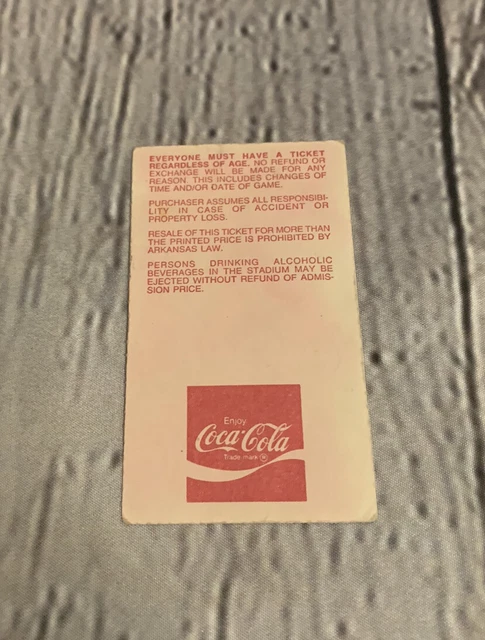 EVERYONE MUST HAVE A TICKET
REGARDLESS OF AGE. NO REFUND OR
EXCHANGE WILL BE MADE FOR ANY
REASON. THIS INCLUDES CHANGES OF
TIME AND/OR DATE OF GAME.
PURCHASER ASSUMES ALL RESPONSIBI-
LITY IN CASE OF ACCIDENT OR
PROPERTY LOSS.
RESALE OF THIS TICKET FOR MORE THAN
THE PRINTED PRICE IS PROHIBITED BY
ARKANSAS LAW.
PERSONS DRINKING ALCOHOLIC
BEVERAGES IN THE STADIUM MAY BE
EJECTED WITHOUT REFUND OF ADMIS-
SION PRICE.
Enjoy
Coca-Cola
Trade-mark ®